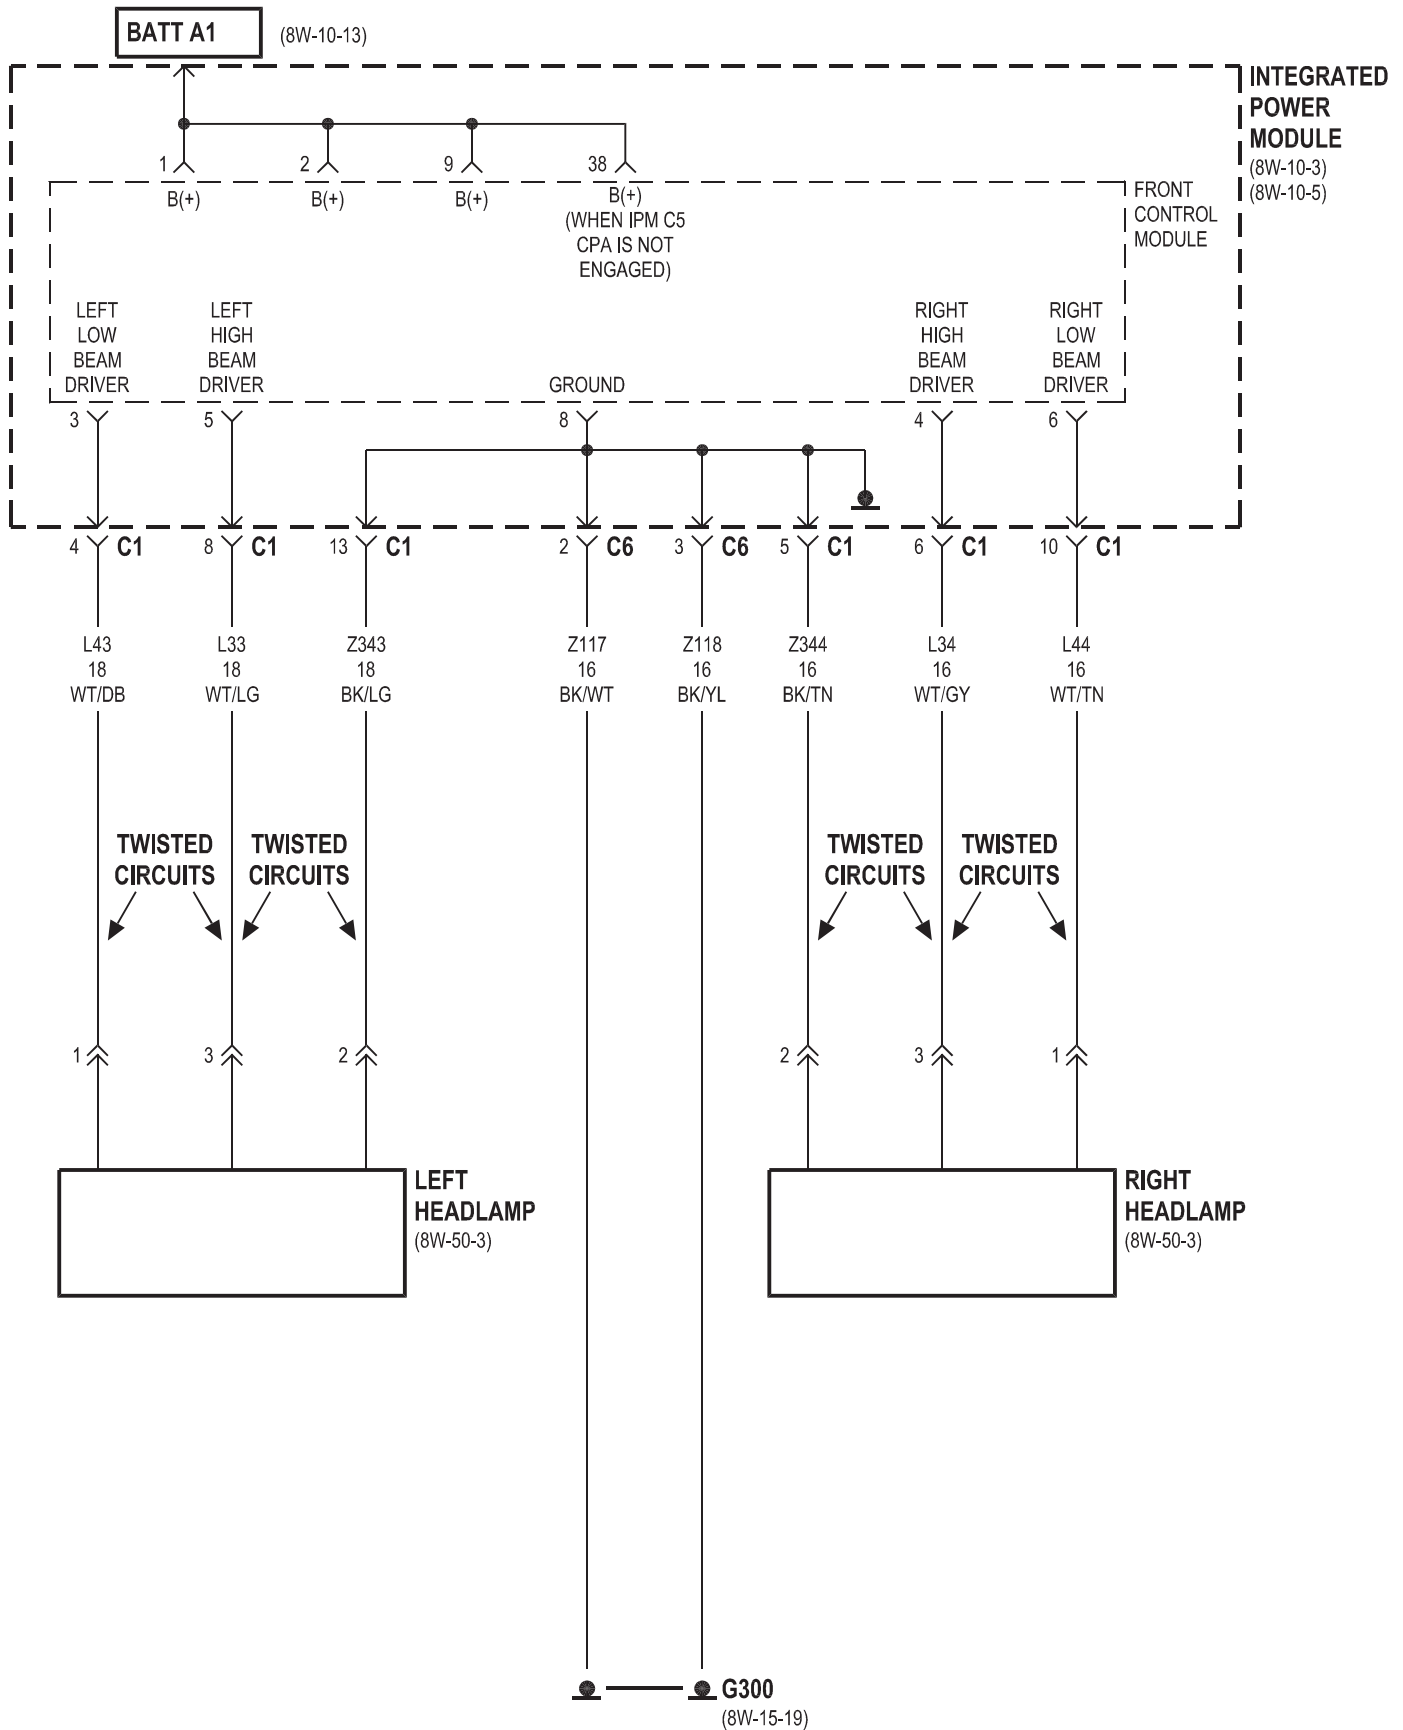 BATT A1 (8W-10-13)
INTEGRATED
POWER
MODULE
(8W-10-3)
(8W-10-5)
1 2 9 38
B(+) B(+) B(+) B(+)
(WHEN IPM C5
CPA IS NOT
ENGAGED)
FRONT
CONTROL
MODULE
LEFT
LOW
BEAM
DRIVER
LEFT
HIGH
BEAM
DRIVER
GROUND
RIGHT
HIGH
BEAM
DRIVER
RIGHT
LOW
BEAM
DRIVER
3 5 8 4 6
4 C1 8 C1 13 C1 2 C6 3 C6 5 C1 6 C1 10 C1
L43 L33 Z343 Z117 Z118 Z344 L34 L44
18 18 18 16 16 16 16 16
WT/DB WT/LG BK/LG BK/WT BK/YL BK/TN WT/GY WT/TN
TWISTED
CIRCUITS
TWISTED
CIRCUITS
TWISTED
CIRCUITS
TWISTED
CIRCUITS
1 3 2 2 3 1
LEFT
HEADLAMP
(8W-50-3)
RIGHT
HEADLAMP
(8W-50-3)
G300
(8W-15-19)